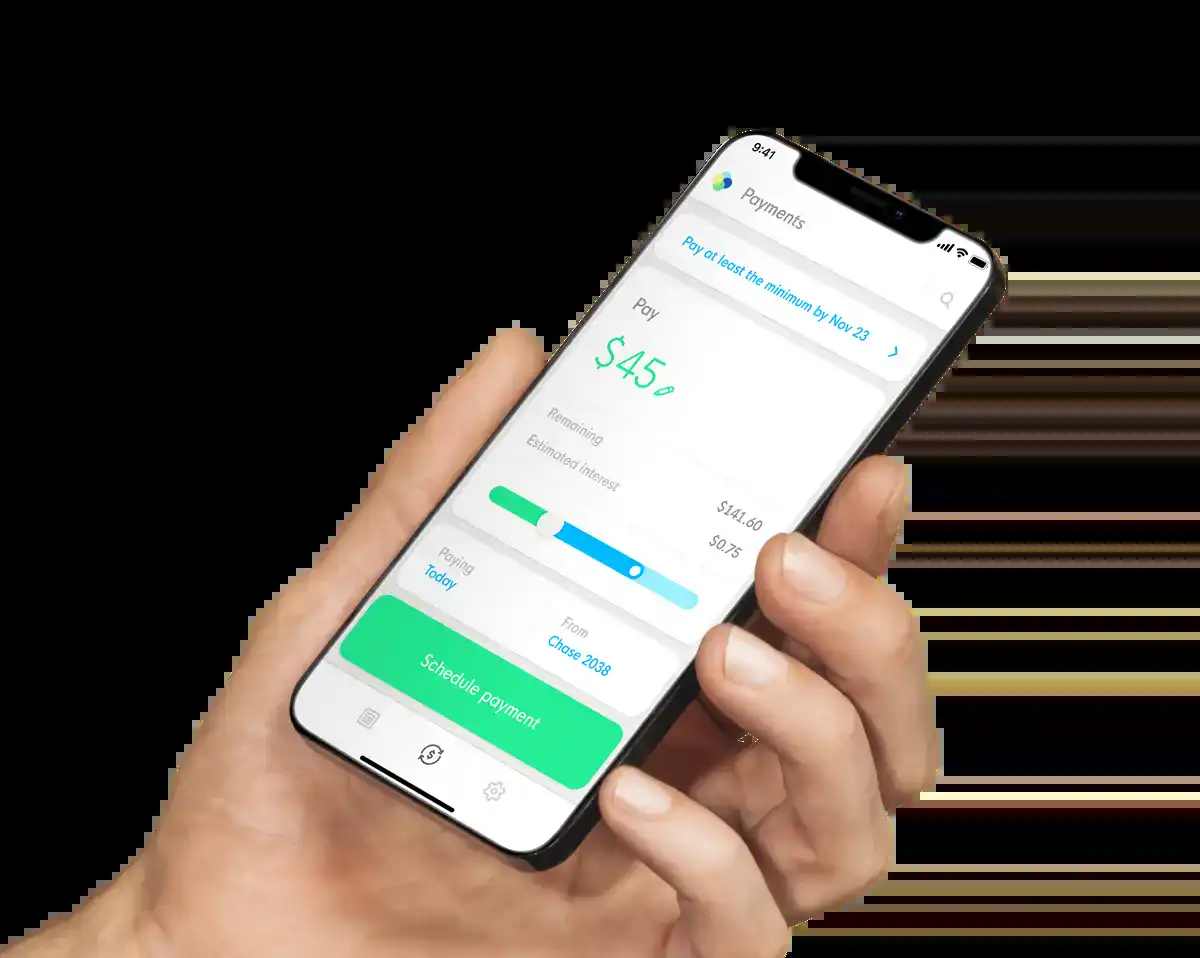 9:41
Payments
Pay at least the minimum by Nov 23
Pay
$45
Remaining
$141.60
Estimated interest
$0.75
Paying
Today
From
Chase 2038
Schedule payment
$